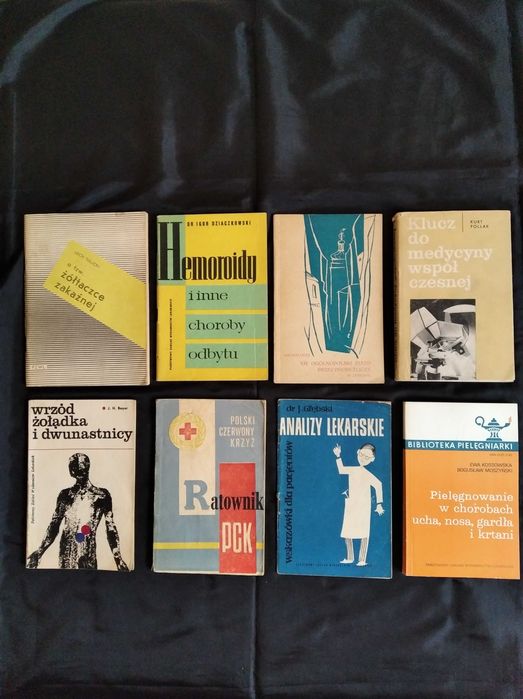 o tzw.
żółtaczce
zakaźnej
DR IGOR DZIACZKOWSKI
Hemoroidy
i inne
choroby
odbytu
KURT
POLLAK
Klucz
do
medycyny
współ
czesnej
wrzód
żołądka
i dwunastnicy
POLSKI
CZERWONY
KRZYŻ
Ratownik
PCK
dr J. Głębski
ANALIZY LEKARSKIE
wskazówki dla pacjentów
BIBLIOTEKA PIELĘGNIARKI
EWA KOSSOWSKA
BOGUSŁAW MOSZYŃSKI
Pielęgnowanie
w chorobach
ucha, nosa, gardła
i krtani